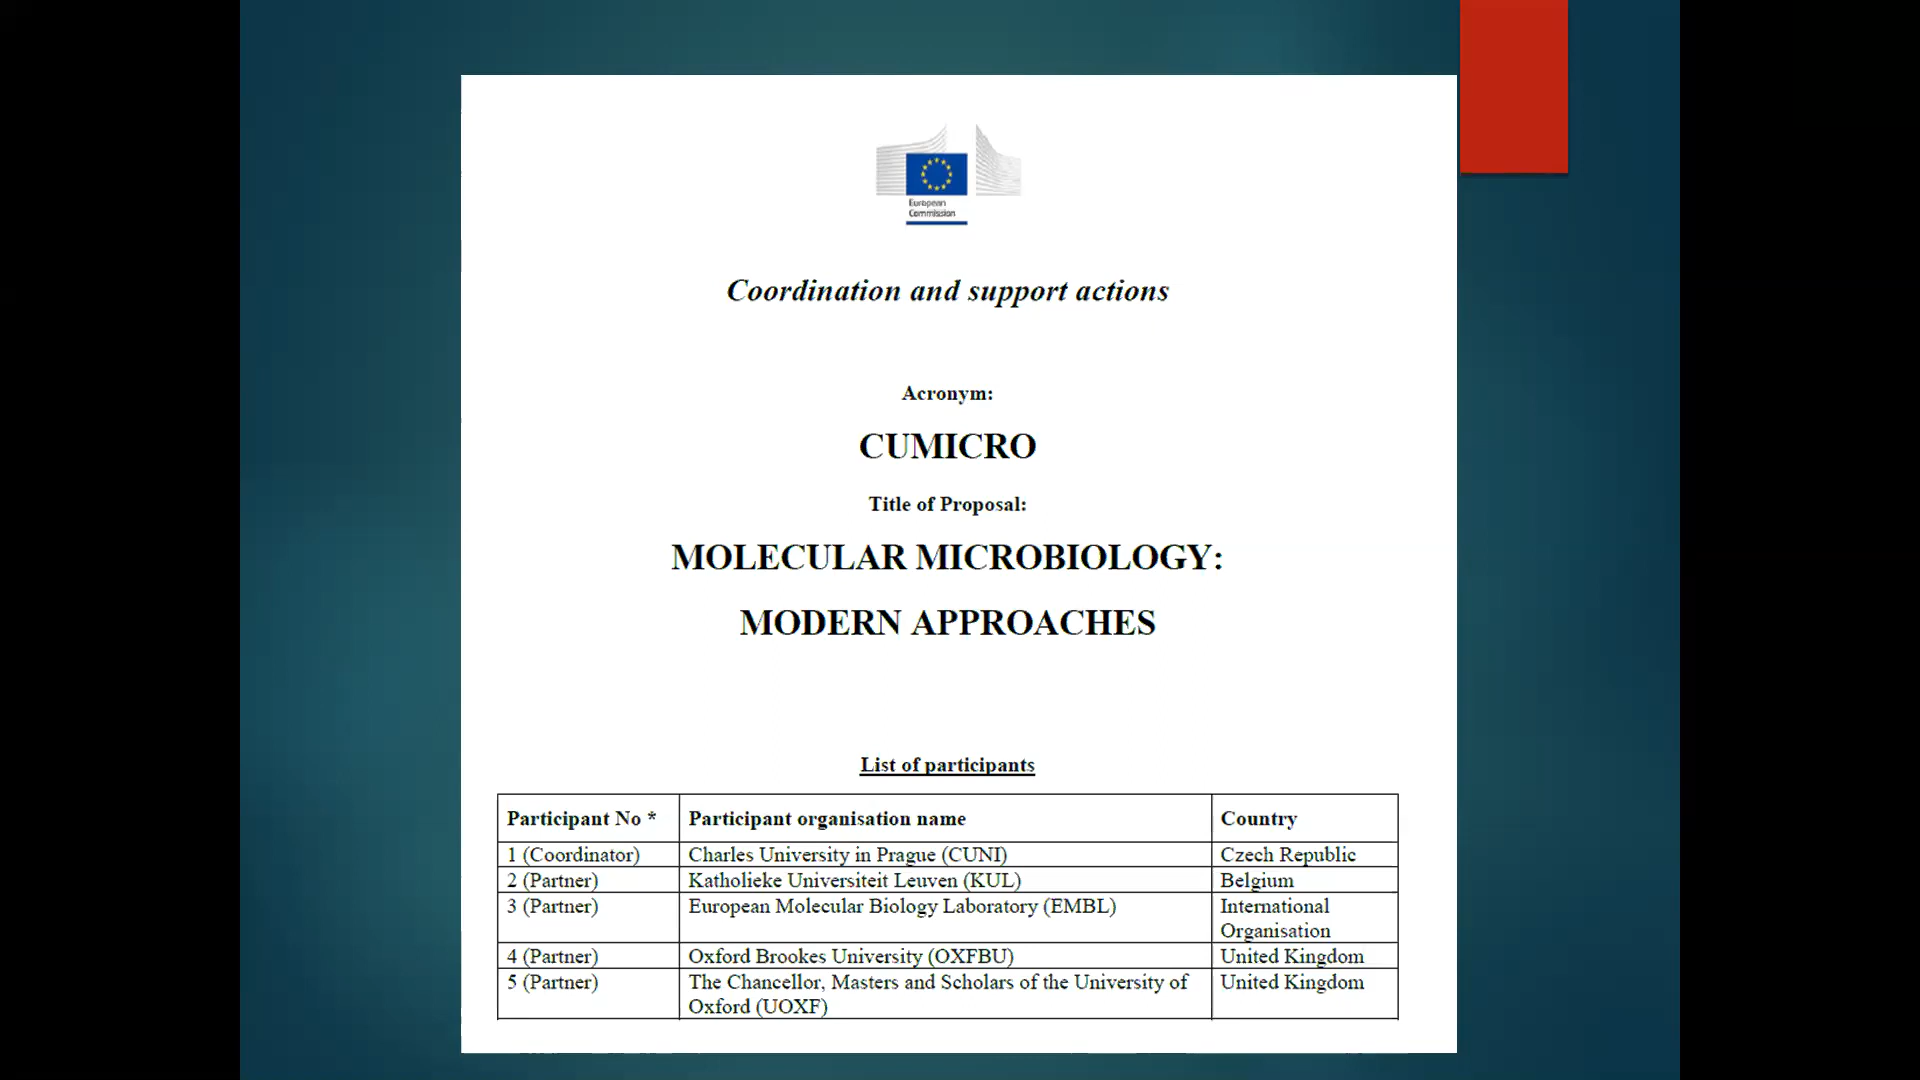 European
Commission
Coordination and support actions
Acronym:
CUMICRO
Title of Proposal:
MOLECULAR MICROBIOLOGY:
MODERN APPROACHES
List of participants
Participant No * Participant organisation name Country
1 (Coordinator) Charles University in Prague (CUNI) Czech Republic
2 (Partner) Katholieke Universiteit Leuven (KUL) Belgium
3 (Partner) European Molecular Biology Laboratory (EMBL) International
Organisation
4 (Partner) Oxford Brookes University (OXFBU) United Kingdom
5 (Partner) The Chancellor, Masters and Scholars of the University of United Kingdom
Oxford (UOXF)